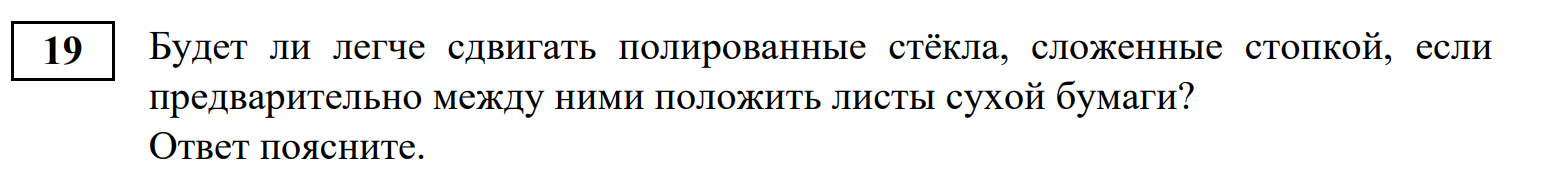 19 Будет ли легче сдвигать полированные стёкла, сложенные стопкой, если
предварительно между ними положить листы сухой бумаги?
Ответ поясните.